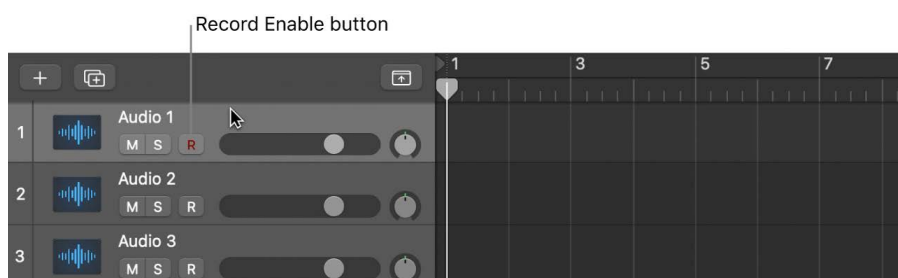 Record Enable button
1 3 5 7
1 Audio 1
M S R
2 Audio 2
M S R
3 Audio 3
M S R